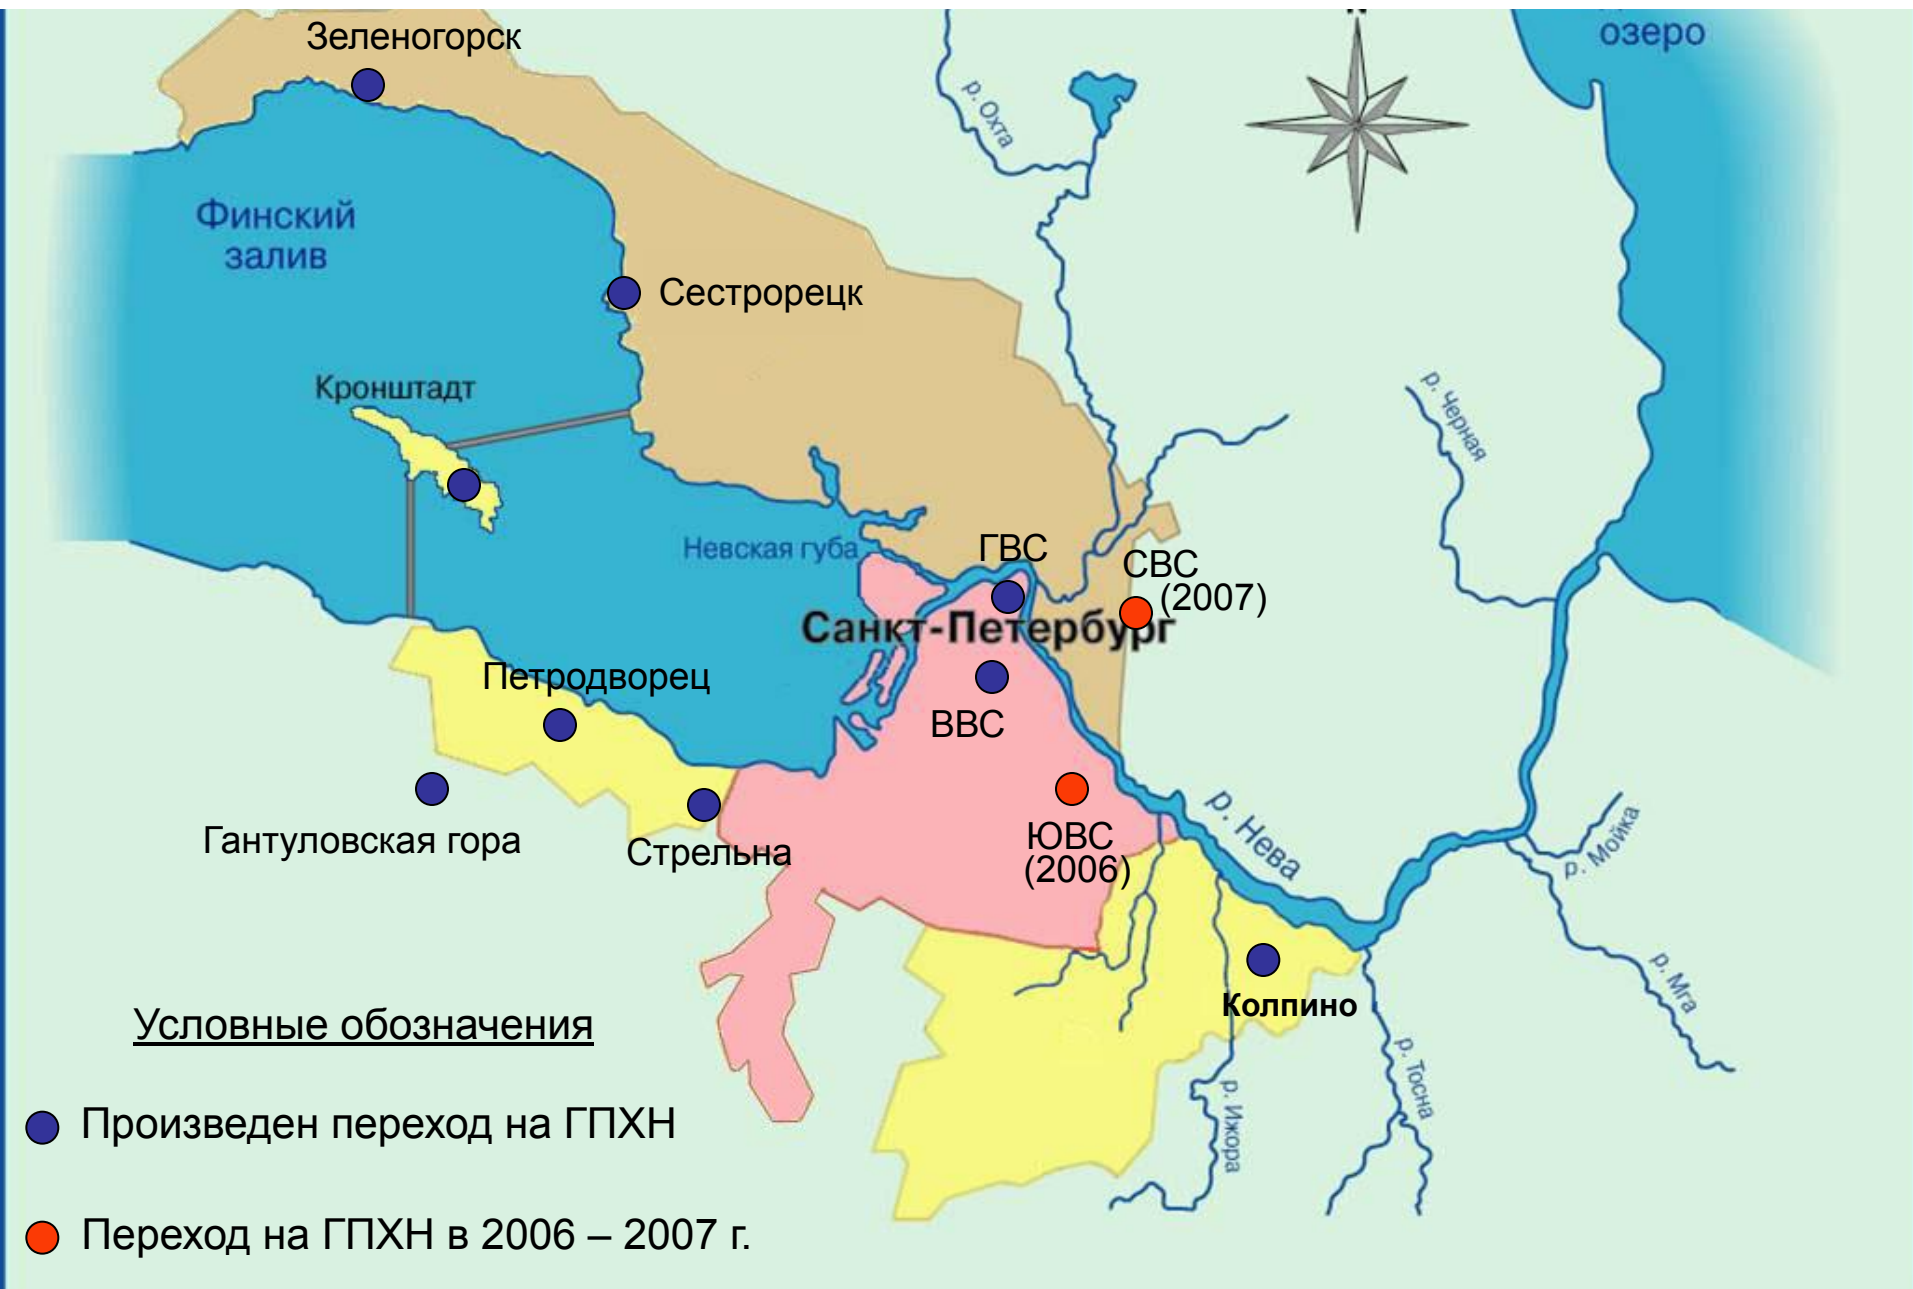 Зеленогорск
озеро
р. Охта
Финский
залив
Сестрорецк
Кронштадт
р. Черная
Невская губа
ГВС
СВС
(2007)
Санкт-Петербург
Петродворец
ВВС
Гантуловская гора
Стрельна
ЮВС
(2006)
р. Нева
р. Мойка
р. Мга
Колпино
р. Тосна
р. Ижора
Условные обозначения
Произведен переход на ГПХН
Переход на ГПХН в 2006 – 2007 г.